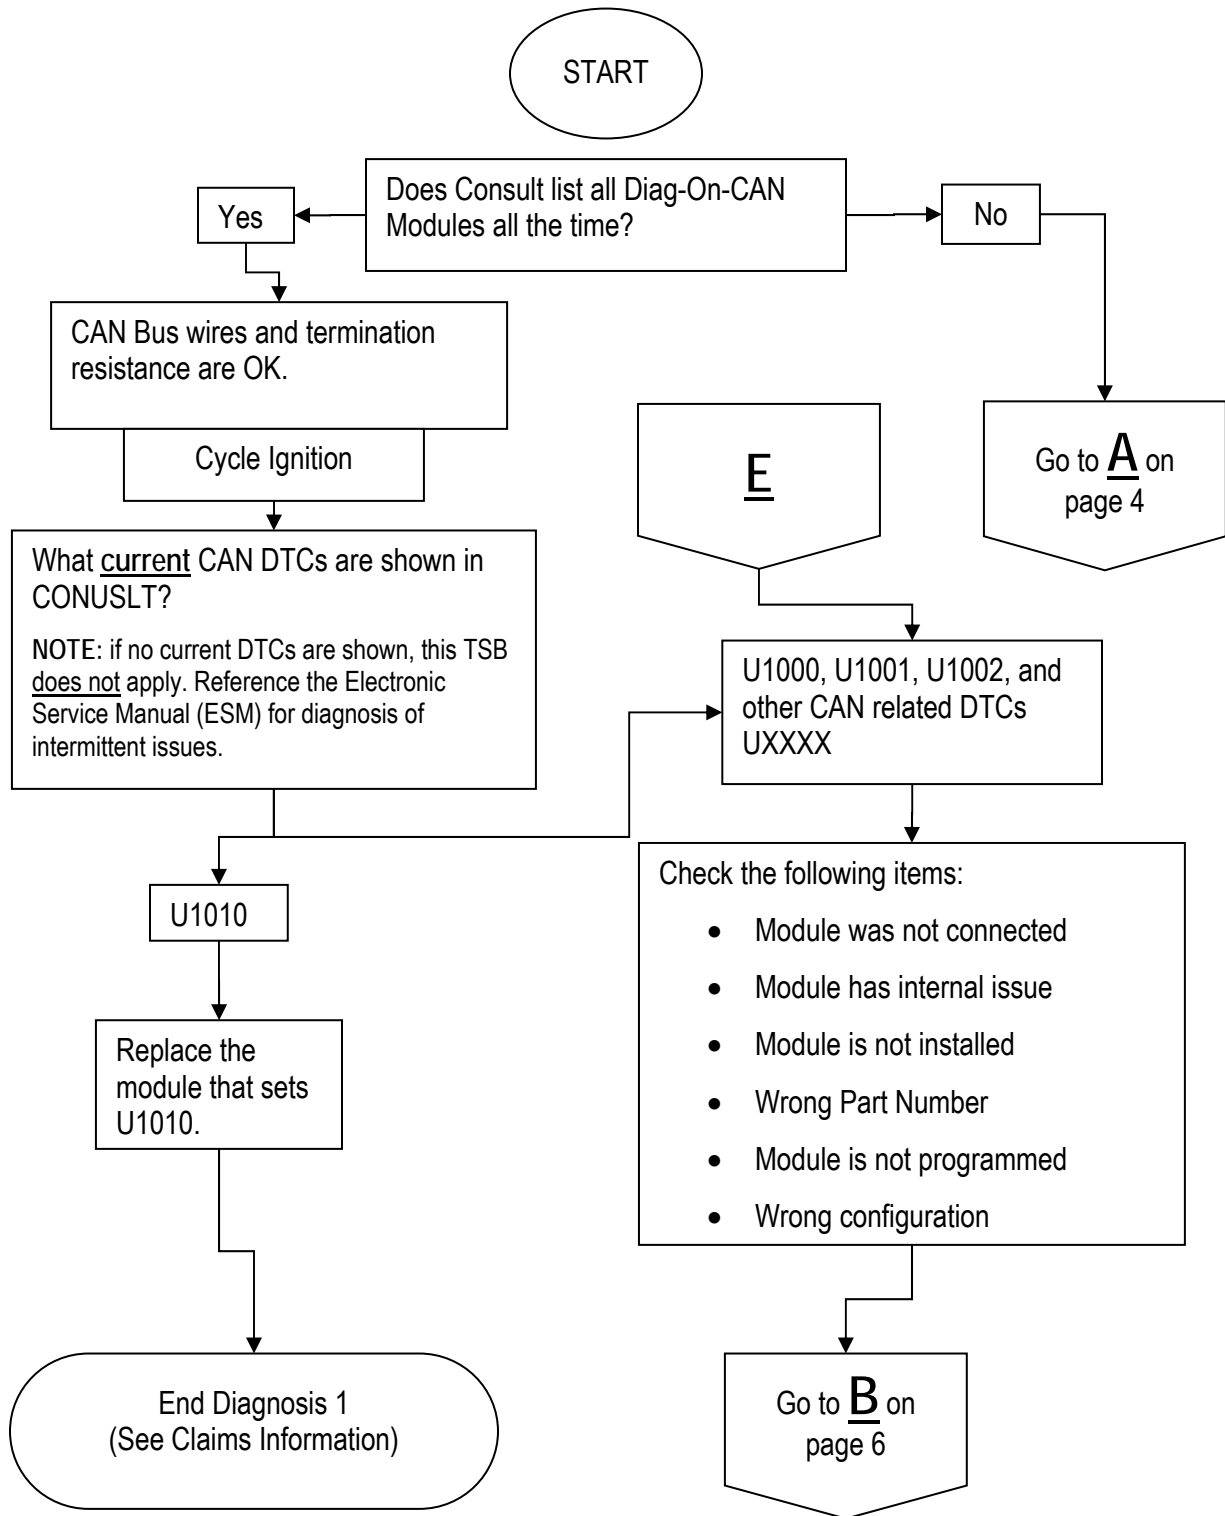 START
Does Consult list all Diag-On-CAN
Modules all the time?
Yes
No
CAN Bus wires and termination
resistance are OK.
Cycle Ignition
E
Go to A on
page 4
What current CAN DTCs are shown in
CONUSLT?
NOTE: if no current DTCs are shown, this TSB
does not apply. Reference the Electronic
Service Manual (ESM) for diagnosis of
intermittent issues.
U1000, U1001, U1002, and
other CAN related DTCs
UXXXX
U1010
Check the following items:
• Module was not connected
• Module has internal issue
• Module is not installed
• Wrong Part Number
• Module is not programmed
• Wrong configuration
Replace the
module that sets
U1010.
End Diagnosis 1
(See Claims Information)
Go to B on
page 6